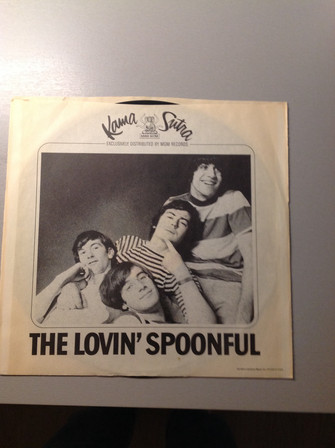 Kama Sutra
EXCLUSIVELY DISTRIBUTED BY MGM RECORDS
THE LOVIN' SPOONFUL